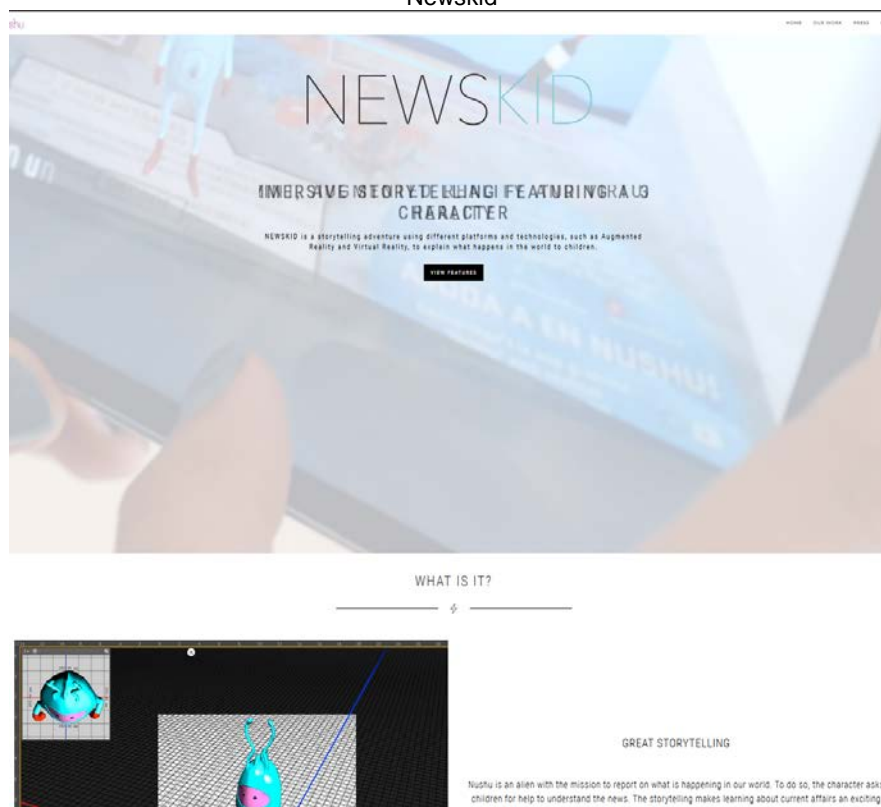 Newskid
HOME OUR WORK PRESS
NEWSKID
CHARACTER
NEWSKID is a storytelling adventure using different platforms and technologies, such as Augmented
Reality and Virtual Reality, to explain what happens in the world to children.
VIEW FEATURES
AYUDA A EN NUSHU!
WHAT IS IT?
GREAT STORYTELLING
Nushu is an alien with the mission to report on what is happening in our world. To do so, the character asks
children for help to understand the news. The storytelling makes learning about current affairs an exciting